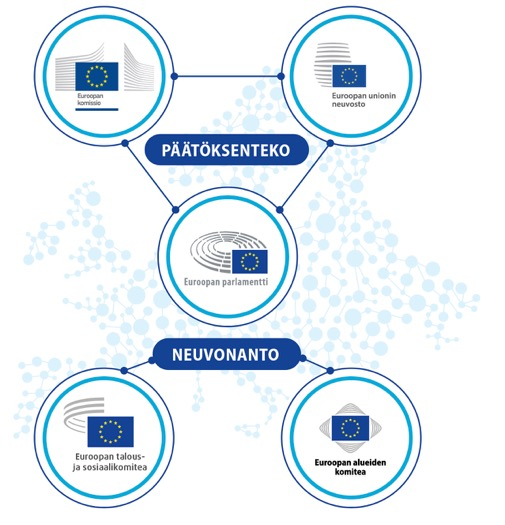 Euroopan
komissio
Euroopan unionin
neuvosto
PÄÄTÖKSENTEKO
Euroopan parlamentti
NEUVONANTO
Euroopan talous-
ja sosiaalikomitea
Euroopan alueiden
komitea